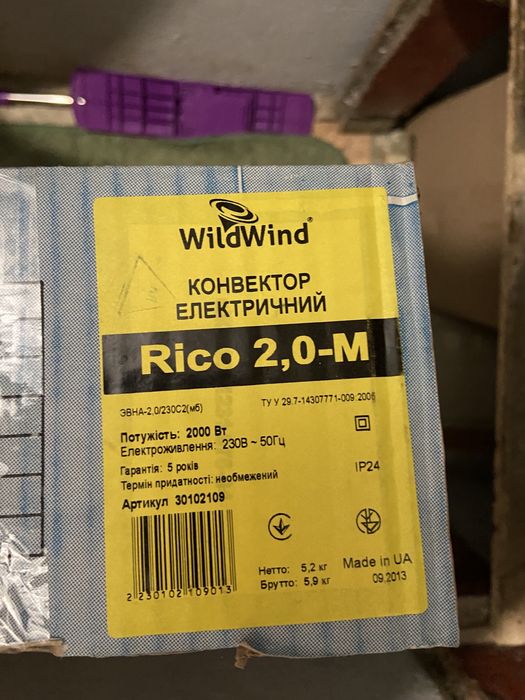 WildWind®
КОНВЕКТОР
ЕЛЕКТРИЧНИЙ
Rico 2,0-М
ЭВНА-2,0/230С2(мб)
ТУ У 29.7-14307771-009:2006
Потужість: 2000 Вт
Електроживлення: 230В ~ 50Гц
Гарантія: 5 років
Термін придатності: необмежений
IP24
Артикул 30102109
2 230102 109013
Нетто: 5,2 кг
Брутто: 5,9 кг
Made in UA
09.2013